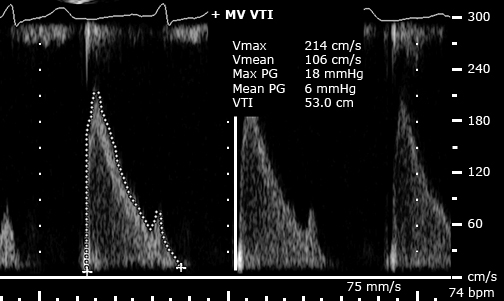 + MV VTI
Vmax 214 cm/s
Vmean 106 cm/s
Max PG 18 mmHg
Mean PG 6 mmHg
VTI 53.0 cm
300
240
180
120
60
cm/s
75 mm/s
74 bpm